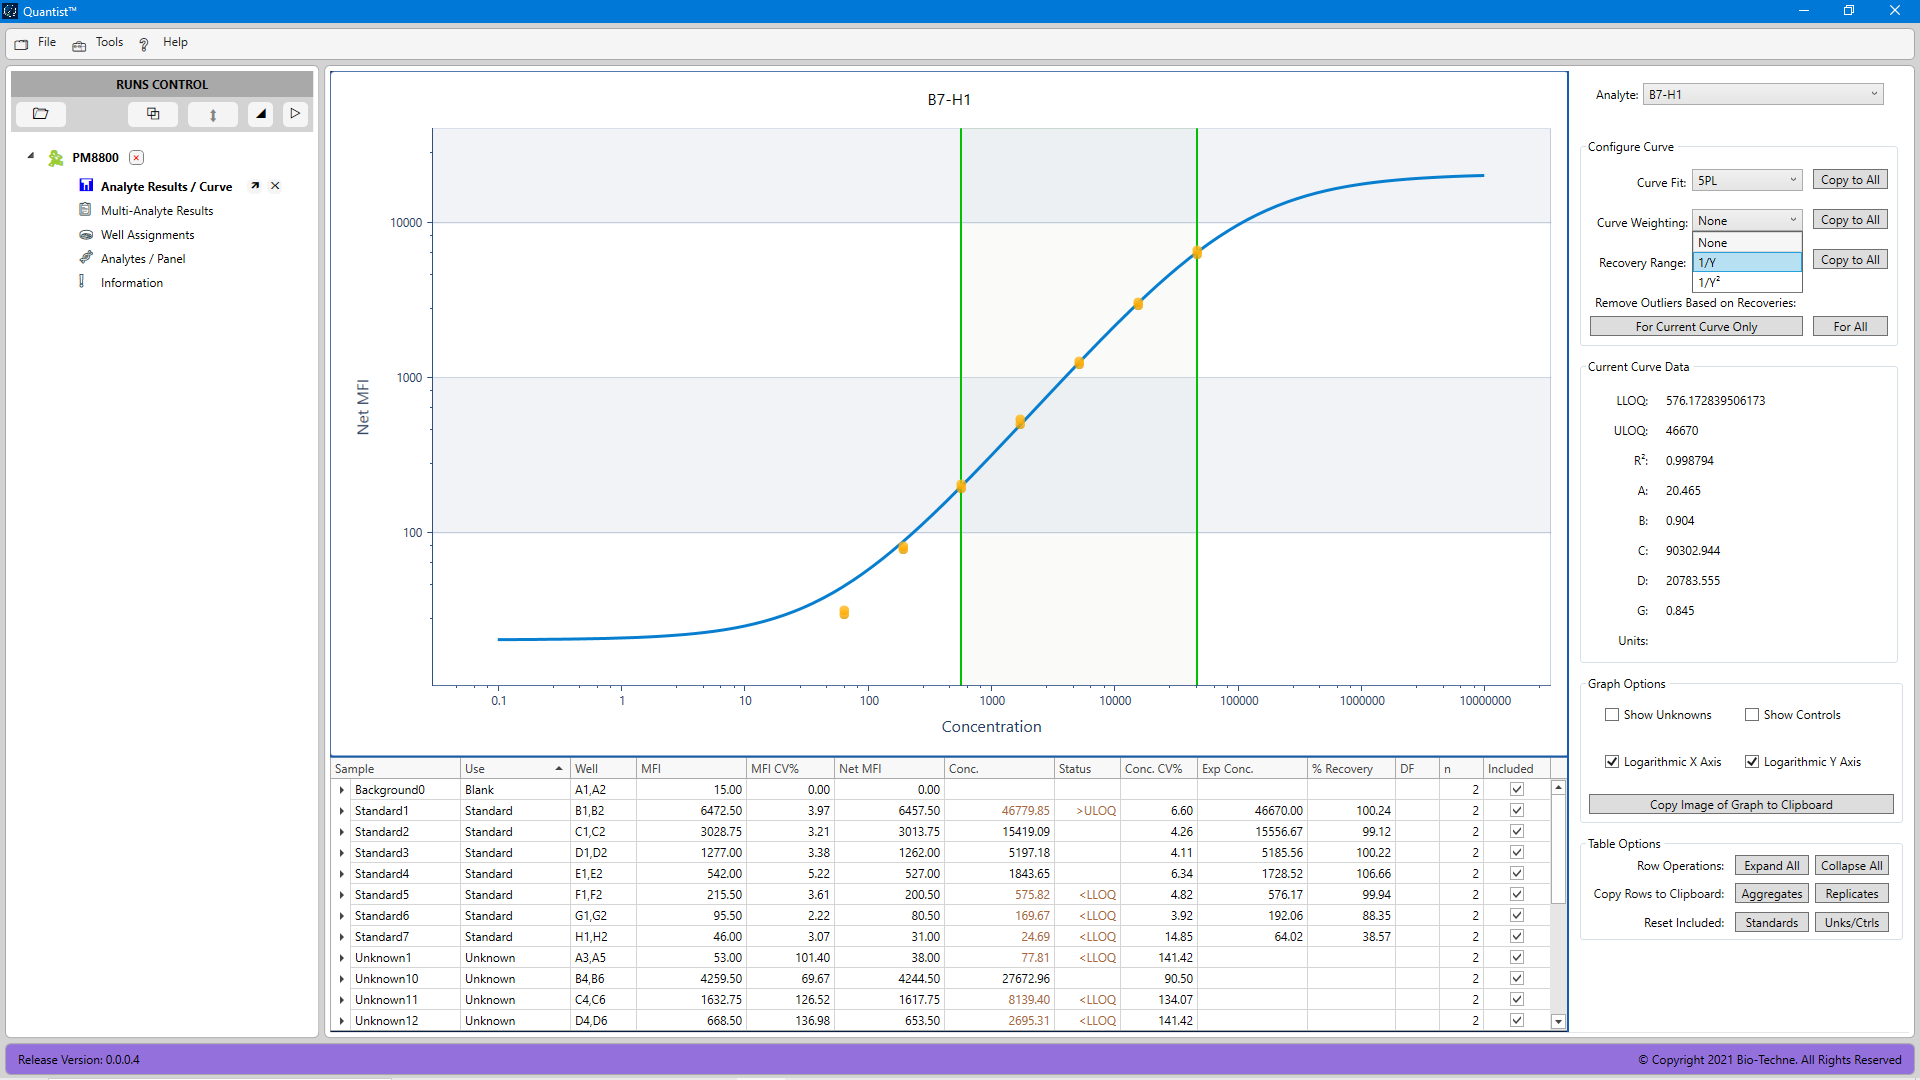 Quantist™
File Tools Help
RUNS CONTROL
PM8800
Analyte Results / Curve
Multi-Analyte Results
Well Assignments
Analytes / Panel
Information
B7-H1
Net MFI
10000
1000
100
0.1 1 10 100 1000 10000 100000 1000000 10000000
Concentration
Sample Use Well MFI MFI CV% Net MFI Conc. Status Conc. CV% Exp Conc. % Recovery DF n Included
Background0 Blank A1,A2 15.00 0.00 0.00 2
Standard1 Standard B1,B2 6472.50 3.97 6457.50 46779.85 >ULOQ 6.60 46670.00 100.24 2
Standard2 Standard C1,C2 3028.75 3.21 3013.75 15419.09 4.26 15556.67 99.12 2
Standard3 Standard D1,D2 1277.00 3.38 1262.00 5197.18 4.11 5185.56 100.22 2
Standard4 Standard E1,E2 542.00 5.22 527.00 1843.65 6.34 1728.52 106.66 2
Standard5 Standard F1,F2 215.50 3.61 200.50 575.82 <LLOQ 4.82 576.17 99.94 2
Standard6 Standard G1,G2 95.50 2.22 80.50 169.67 <LLOQ 3.92 192.06 88.35 2
Standard7 Standard H1,H2 46.00 3.07 31.00 24.69 <LLOQ 14.85 64.02 38.57 2
Unknown1 Unknown A3,A5 53.00 101.40 38.00 77.81 <LLOQ 141.42 2
Unknown10 Unknown B4,B6 4259.50 69.67 4244.50 27672.96 90.50 2
Unknown11 Unknown C4,C6 1632.75 126.52 1617.75 8139.40 <LLOQ 134.07 2
Unknown12 Unknown D4,D6 668.50 136.98 653.50 2695.31 <LLOQ 141.42 2
Analyte: B7-H1
Configure Curve
Curve Fit: 5PL Copy to All
Curve Weighting: None Copy to All
None
1/Y
1/Y²
Recovery Range: Copy to All
Remove Outliers Based on Recoveries:
For Current Curve Only For All
Current Curve Data
LLOQ: 576.172839506173
ULOQ: 46670
R²: 0.998794
A: 20.465
B: 0.904
C: 90302.944
D: 20783.555
G: 0.845
Units:
Graph Options
Show Unknowns Show Controls
Logarithmic X Axis Logarithmic Y Axis
Copy Image of Graph to Clipboard
Table Options
Row Operations: Expand All Collapse All
Copy Rows to Clipboard: Aggregates Replicates
Reset Included: Standards Unks/Ctrls
Release Version: 0.0.0.4
© Copyright 2021 Bio-Techne. All Rights Reserved